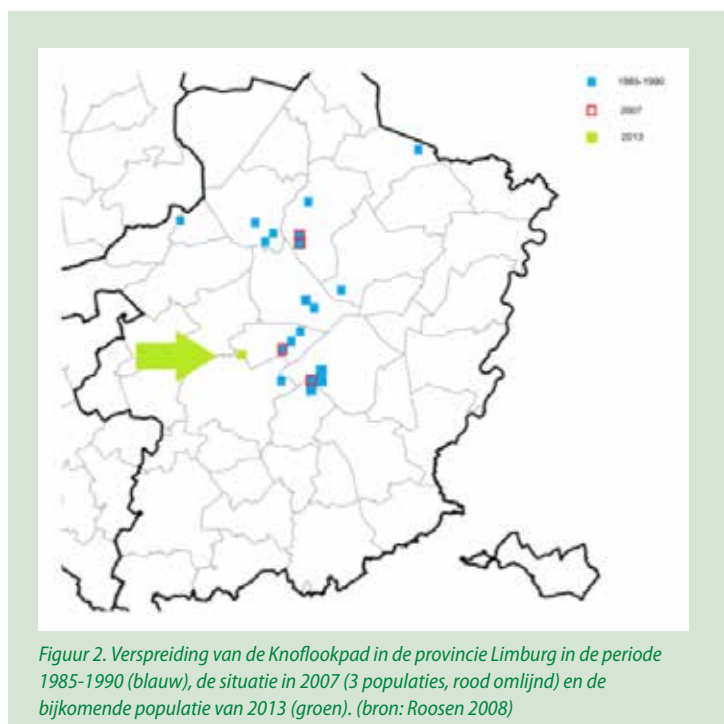 1985-1990
2007
2013
Figuur 2. Verspreiding van de Knoflookpad in de provincie Limburg in de periode
1985-1990 (blauw), de situatie in 2007 (3 populaties, rood omlijnd) en de
bijkomende populatie van 2013 (groen). (bron: Roosen 2008)